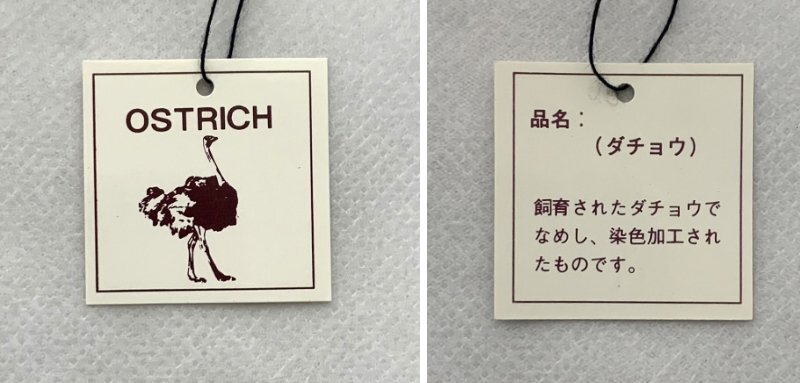 OSTRICH
品名：
（ダチョウ）
飼育されたダチョウで
なめし、染色加工され
たものです。